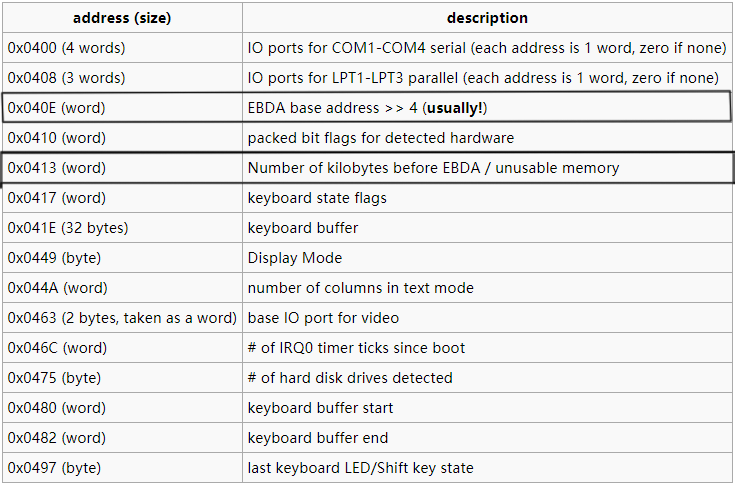 address (size) description
0x0400 (4 words) IO ports for COM1-COM4 serial (each address is 1 word, zero if none)
0x0408 (3 words) IO ports for LPT1-LPT3 parallel (each address is 1 word, zero if none)
0x040E (word) EBDA base address >> 4 (usually!)
0x0410 (word) packed bit flags for detected hardware
0x0413 (word) Number of kilobytes before EBDA / unusable memory
0x0417 (word) keyboard state flags
0x041E (32 bytes) keyboard buffer
0x0449 (byte) Display Mode
0x044A (word) number of columns in text mode
0x0463 (2 bytes, taken as a word) base IO port for video
0x046C (word) # of IRQ0 timer ticks since boot
0x0475 (byte) # of hard disk drives detected
0x0480 (word) keyboard buffer start
0x0482 (word) keyboard buffer end
0x0497 (byte) last keyboard LED/Shift key state